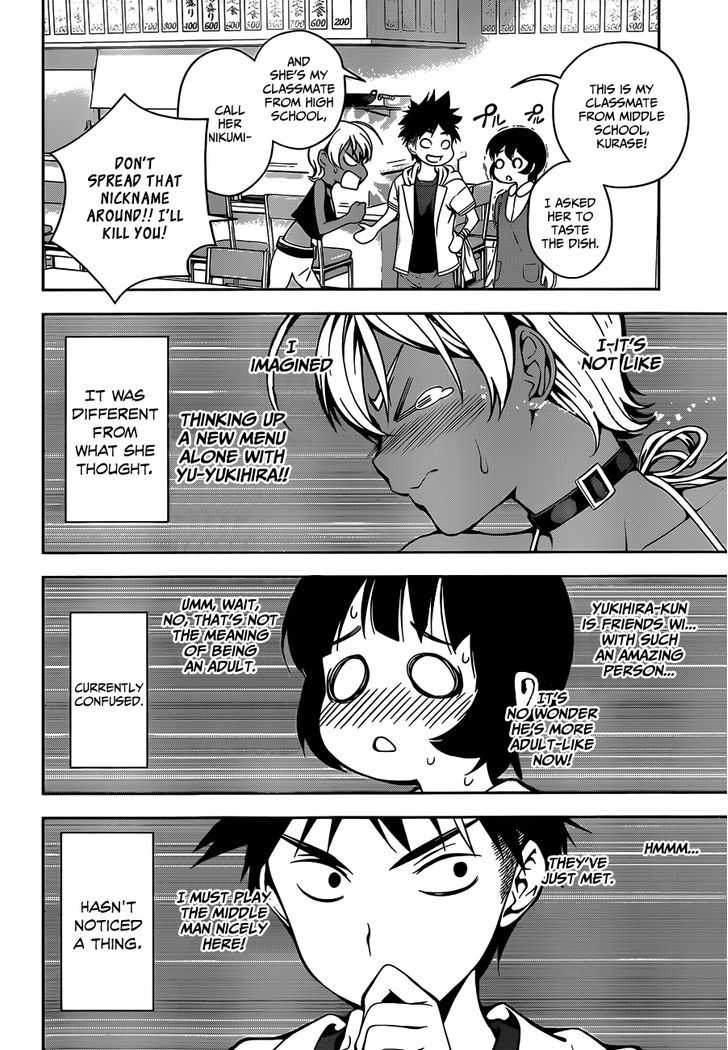 THIS IS MY
CLASSMATE
FROM MIDDLE
SCHOOL,
KURASE!
I ASKED
HER TO
TASTE
THE DISH.
AND
SHE'S MY
CLASSMATE
FROM HIGH
SCHOOL,
CALL
HER
NIKUMI-
DON'T
SPREAD THAT
NICKNAME
AROUND!! I'LL
KILL YOU!
プル
プル
I-IT'S
NOT LIKE
I
IMAGINED
THINKING UP
A NEW MENU
ALONE WITH
YU-YUKIHIRA!!
IT WAS
DIFFERENT
FROM
WHAT SHE
THOUGHT.
YUKIHIRA-KUN
IS FRIENDS WI...
WITH SUCH
AN AMAZING
PERSON...
IT'S
NO WONDER
HE'S MORE
ADULT-LIKE
NOW!
UMM, WAIT,
NO, THAT'S NOT
THE MEANING
OF BEING
AN ADULT.
CURRENTLY
CONFUSED.
HMMM...
THEY'VE
JUST MET.
I MUST PLAY
THE MIDDLE
MAN NICELY
HERE!
HASN'T
NOTICED
A THING.